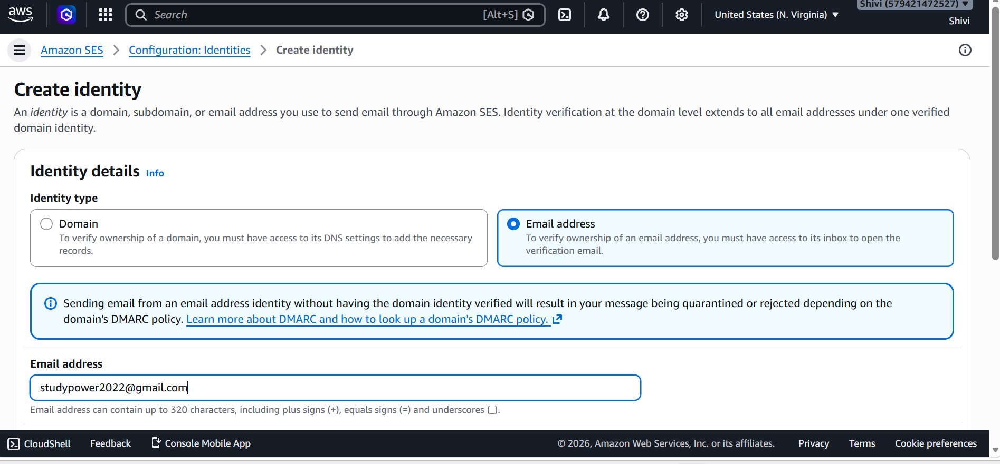 aws
Search [Alt+S]
United States (N. Virginia)
Shivi (579421472527)
Shivi
Amazon SES > Configuration: Identities > Create identity
Create identity
An identity is a domain, subdomain, or email address you use to send email through Amazon SES. Identity verification at the domain level extends to all email addresses under one verified
domain identity.
Identity details Info
Identity type
Domain
To verify ownership of a domain, you must have access to its DNS settings to add the necessary
records.
Email address
To verify ownership of an email address, you must have access to its inbox to open the
verification email.
Sending email from an email address identity without having the domain identity verified will result in your message being quarantined or rejected depending on the
domain's DMARC policy. Learn more about DMARC and how to look up a domain's DMARC policy.
Email address
studypower2022@gmail.com
Email address can contain up to 320 characters, including plus signs (+), equals signs (=) and underscores (_).
CloudShell Feedback Console Mobile App © 2026, Amazon Web Services, Inc. or its affiliates. Privacy Terms Cookie preferences